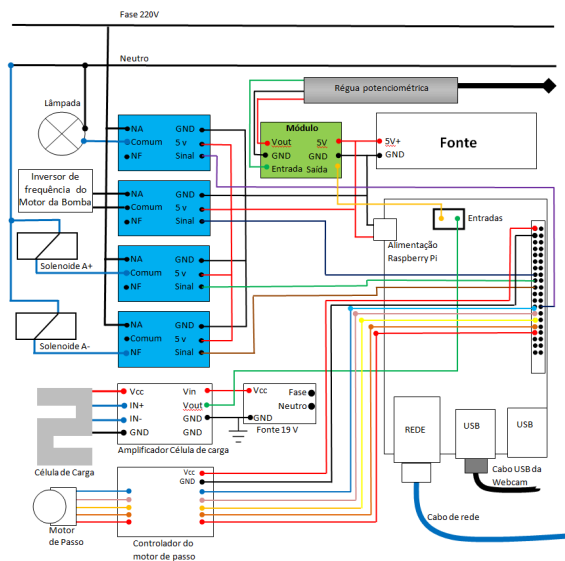 Fase 220V
Neutro
Régua potenciométrica
Lâmpada
NA GND
Comum 5 v
NF Sinal
Módulo
Vout 5V
GND GND
Entrada Saída
5V+
GND
Fonte
Inversor de
frequência do
Motor da Bomba
NA GND
Comum 5 v
NF Sinal
Entradas
Alimentação
Raspberry Pi
Solenoide A+
NA GND
Comum 5 v
NF Sinal
Solenoide A-
NA GND
Comum 5 v
NF Sinal
Vcc Vin
IN+ Vout
IN- GND
GND GND
Amplificador Célula de carga
Vcc Fase
Neutro
GND
Fonte 19 V
REDE
USB
USB
Célula de Carga
Cabo USB da
Webcam
Vcc
GND
Motor
de Passo
Controlador do
motor de passo
Cabo de rede